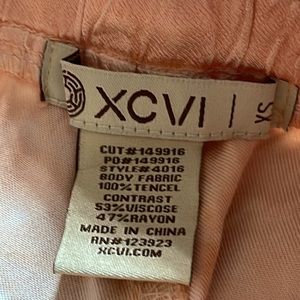 XCVI | XS
CUT#149916
PO#149916
STYLE#4016
BODY FABRIC
100%TENCEL
CONTRAST
53%VISCOSE
47%RAYON
MADE IN CHINA
RN#123923
XCVI.COM